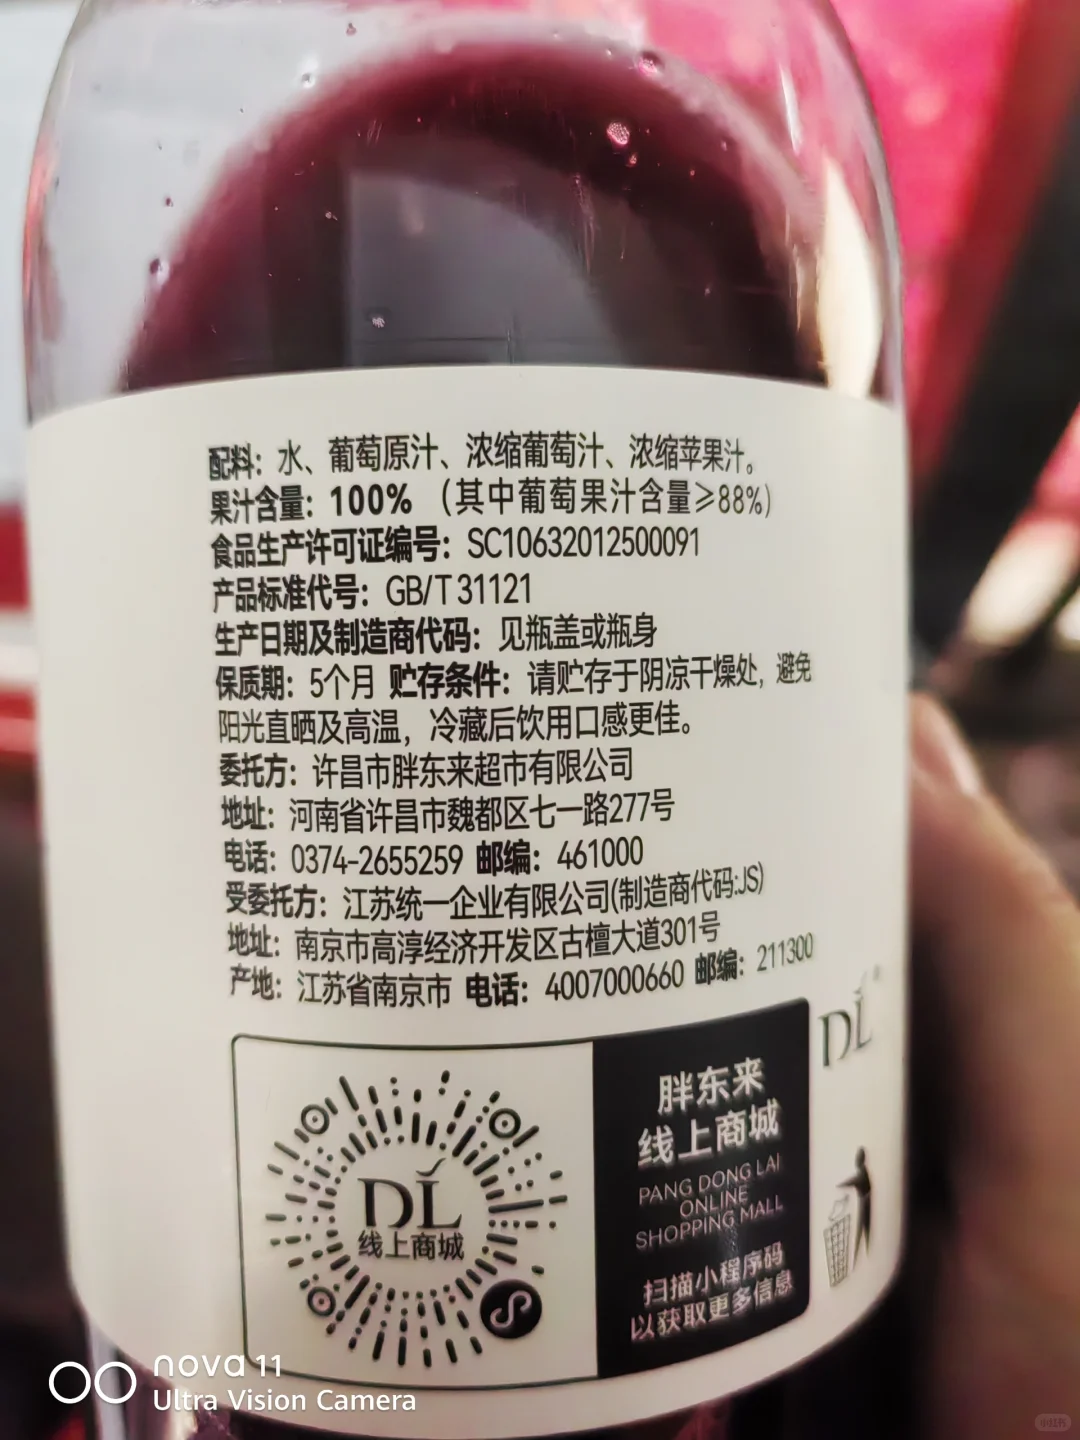 配料：水、葡萄原汁、浓缩葡萄汁、浓缩苹果汁。
果汁含量：100%（其中葡萄果汁含量≥88%）
食品生产许可证编号：SC10632012500091
产品标准代号：GB/T 31121
生产日期及制造商代码：见瓶盖或瓶身
保质期：5个月 贮存条件：请贮存于阴凉干燥处，避免
阳光直晒及高温，冷藏后饮用口感更佳。
委托方：许昌市胖东来超市有限公司
地址：河南省许昌市魏都区七一路277号
电话：0374-2655259 邮编：461000
受委托方：江苏统一企业有限公司(制造商代码:JS)
地址：南京市高淳经济开发区古檀大道301号
产地：江苏省南京市 电话：4007000660 邮编：211300
DL
DL
线上商城
胖东来
线上商城
PANG DONG LAI
ONLINE
SHOPPING MALL
扫描小程序码
以获取更多信息
nova 11
Ultra Vision Camera
小红书